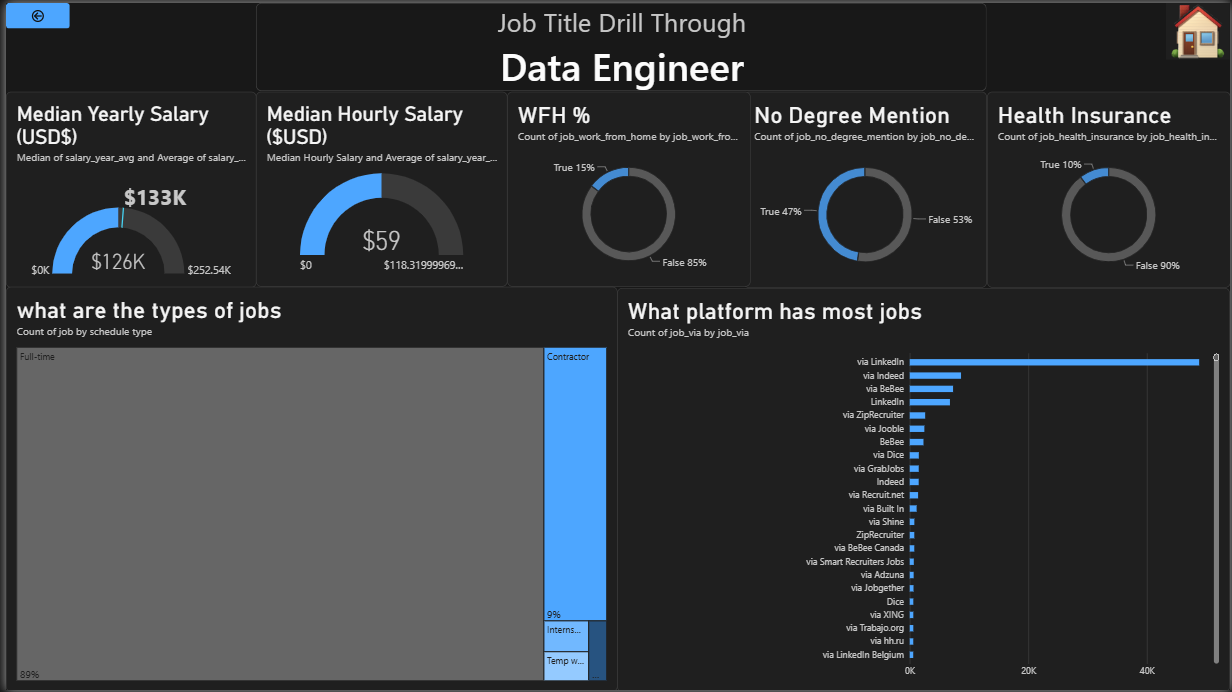 Job Title Drill Through
Data Engineer
Median Yearly Salary
(USD$)
Median of salary_year_avg and Average of salary_...
$133K
$126K
$0K
$252.54K
Median Hourly Salary
($USD)
Median Hourly Salary and Average of salary_year_...
$59
$0
$118.31999969...
WFH %
Count of job_work_from_home by job_work_fro...
True 15%
False 85%
No Degree Mention
Count of job_no_degree_mention by job_no_de...
True 47%
False 53%
Health Insurance
Count of job_health_insurance by job_health_in...
True 10%
False 90%
what are the types of jobs
Count of job by schedule type
Full-time
89%
Contractor
9%
Interns...
Temp w...
What platform has most jobs
Count of job_via by job_via
via LinkedIn
via Indeed
via BeBee
LinkedIn
via ZipRecruiter
via Jooble
BeBee
via Dice
via GrabJobs
Indeed
via Recruit.net
via Built In
via Shine
ZipRecruiter
via BeBee Canada
via Smart Recruiters Jobs
via Adzuna
via Jobgether
Dice
via XING
via Trabajo.org
via hh.ru
via LinkedIn Belgium
0K
20K
40K